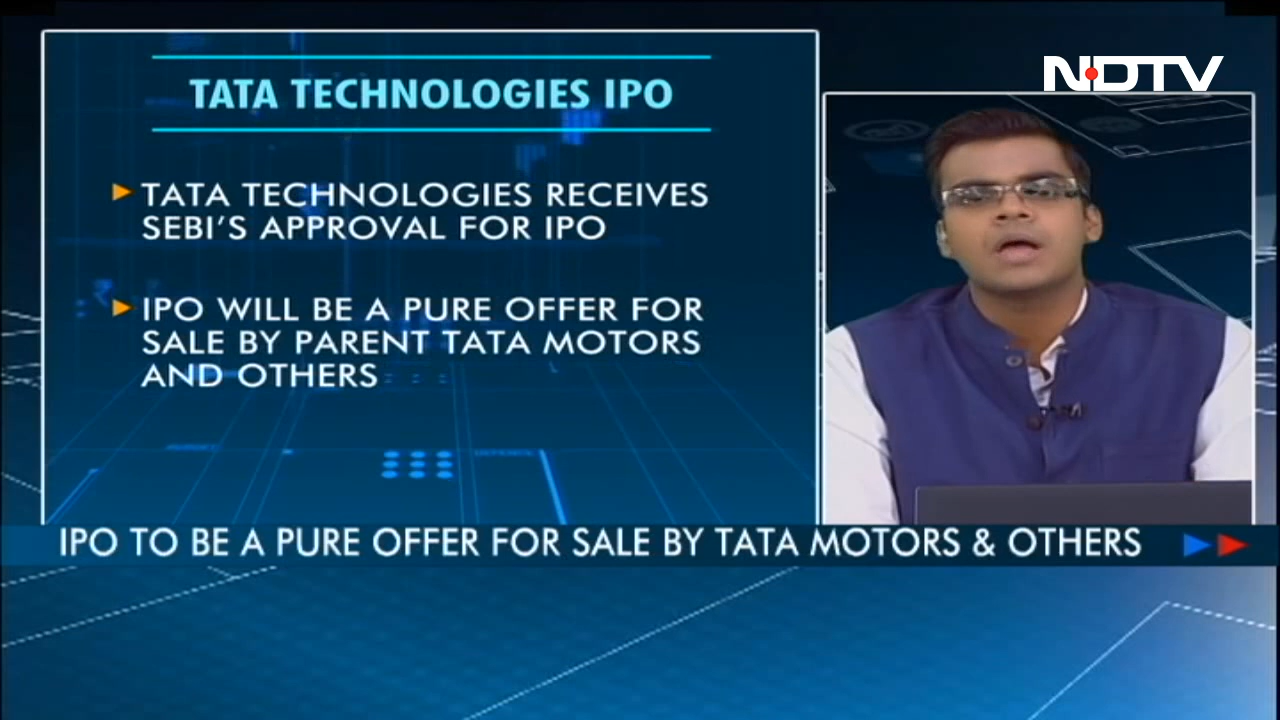 NDTV
TATA TECHNOLOGIES IPO
TATA TECHNOLOGIES RECEIVES
SEBI'S APPROVAL FOR IPO
IPO WILL BE A PURE OFFER FOR
SALE BY PARENT TATA MOTORS
AND OTHERS
IPO TO BE A PURE OFFER FOR SALE BY TATA MOTORS & OTHERS